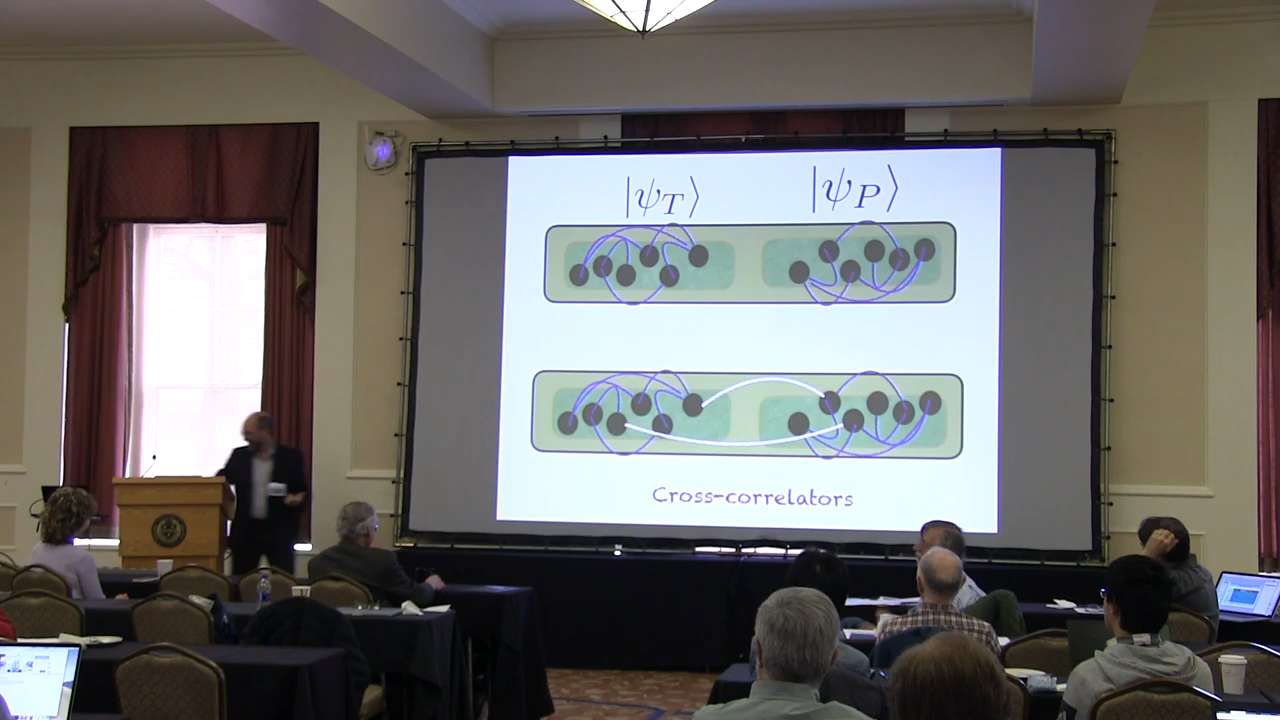 |ψ_T⟩ |ψ_P⟩
Cross-correlators